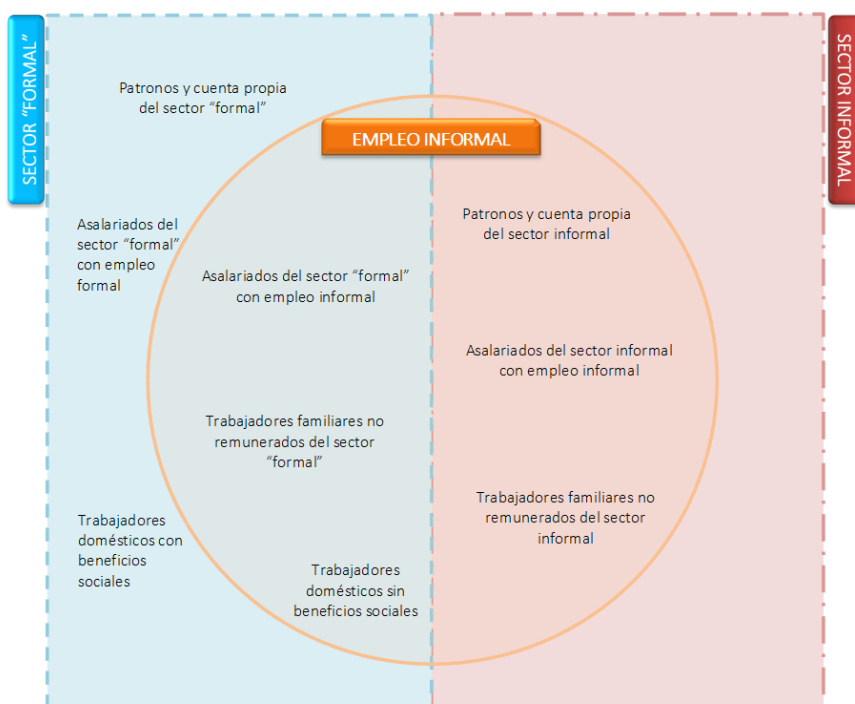 SECTOR “FORMAL”
SECTOR INFORMAL
Patronos y cuenta propia
del sector “formal”
EMPLEO INFORMAL
Asalariados del
sector “formal”
con empleo
formal
Asalariados del sector “formal”
con empleo informal
Patronos y cuenta propia
del sector informal
Asalariados del sector informal
con empleo informal
Trabajadores familiares no
remunerados del sector
“formal”
Trabajadores familiares no
remunerados del sector
informal
Trabajadores
domésticos con
beneficios
sociales
Trabajadores
domésticos sin
beneficios sociales